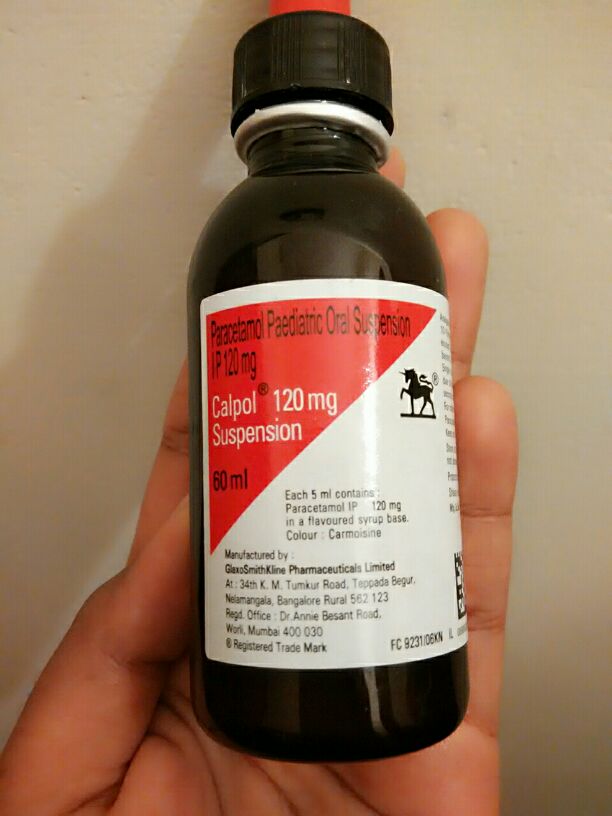 Paracetamol Paediatric Oral Suspension
IP 120 mg
Calpol® 120 mg
Suspension
60 ml
®
Each 5 ml contains :
Paracetamol IP 120 mg
in a flavoured syrup base.
Colour : Carmoisine
Manufactured by :
GlaxoSmithKline Pharmaceuticals Limited
At : 34th K. M. Tumkur Road, Teppada Begur,
Nelamangala, Bangalore Rural 562 123
Regd. Office : Dr. Annie Besant Road,
Worli, Mumbai 400 030
® Registered Trade Mark
FC 9231/06KN IL